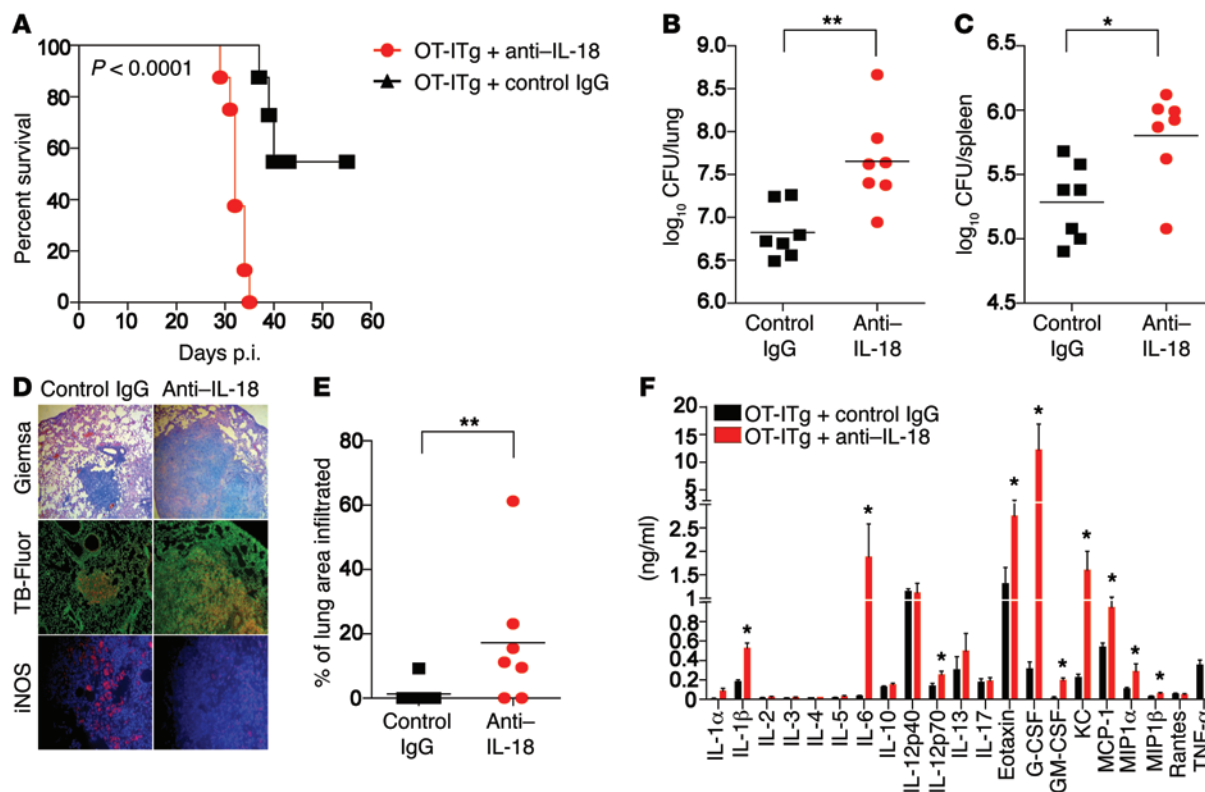 A
100
80
60
40
20
0
Percent survival
P < 0.0001
0 10 20 30 40 50 60
Days p.i.
OT-ITg + anti–IL-18
OT-ITg + control IgG
B
**
9.0
8.5
8.0
7.5
7.0
6.5
6.0
log10 CFU/lung
Control
IgG
Anti–
IL-18
C
*
6.5
6.0
5.5
5.0
4.5
log10 CFU/spleen
Control
IgG
Anti–
IL-18
D
Control IgG Anti–IL-18
Giemsa
TB-Fluor
iNOS
E
**
80
60
40
20
0
% of lung area infiltrated
Control
IgG
Anti–
IL-18
F
OT-ITg + control IgG
OT-ITg + anti–IL-18
20
15
10
5
3
2.5
2
1.5
1
0.8
0.6
0.4
0.2
0
(ng/ml)
* * * * * * * * * *
IL-1α
IL-1β
IL-2
IL-3
IL-4
IL-5
IL-6
IL-10
IL-12p40
IL-12p70
IL-13
IL-17
Eotaxin
G-CSF
GM-CSF
KC
MCP-1
MIP1α
MIP1β
Rantes
TNF-α